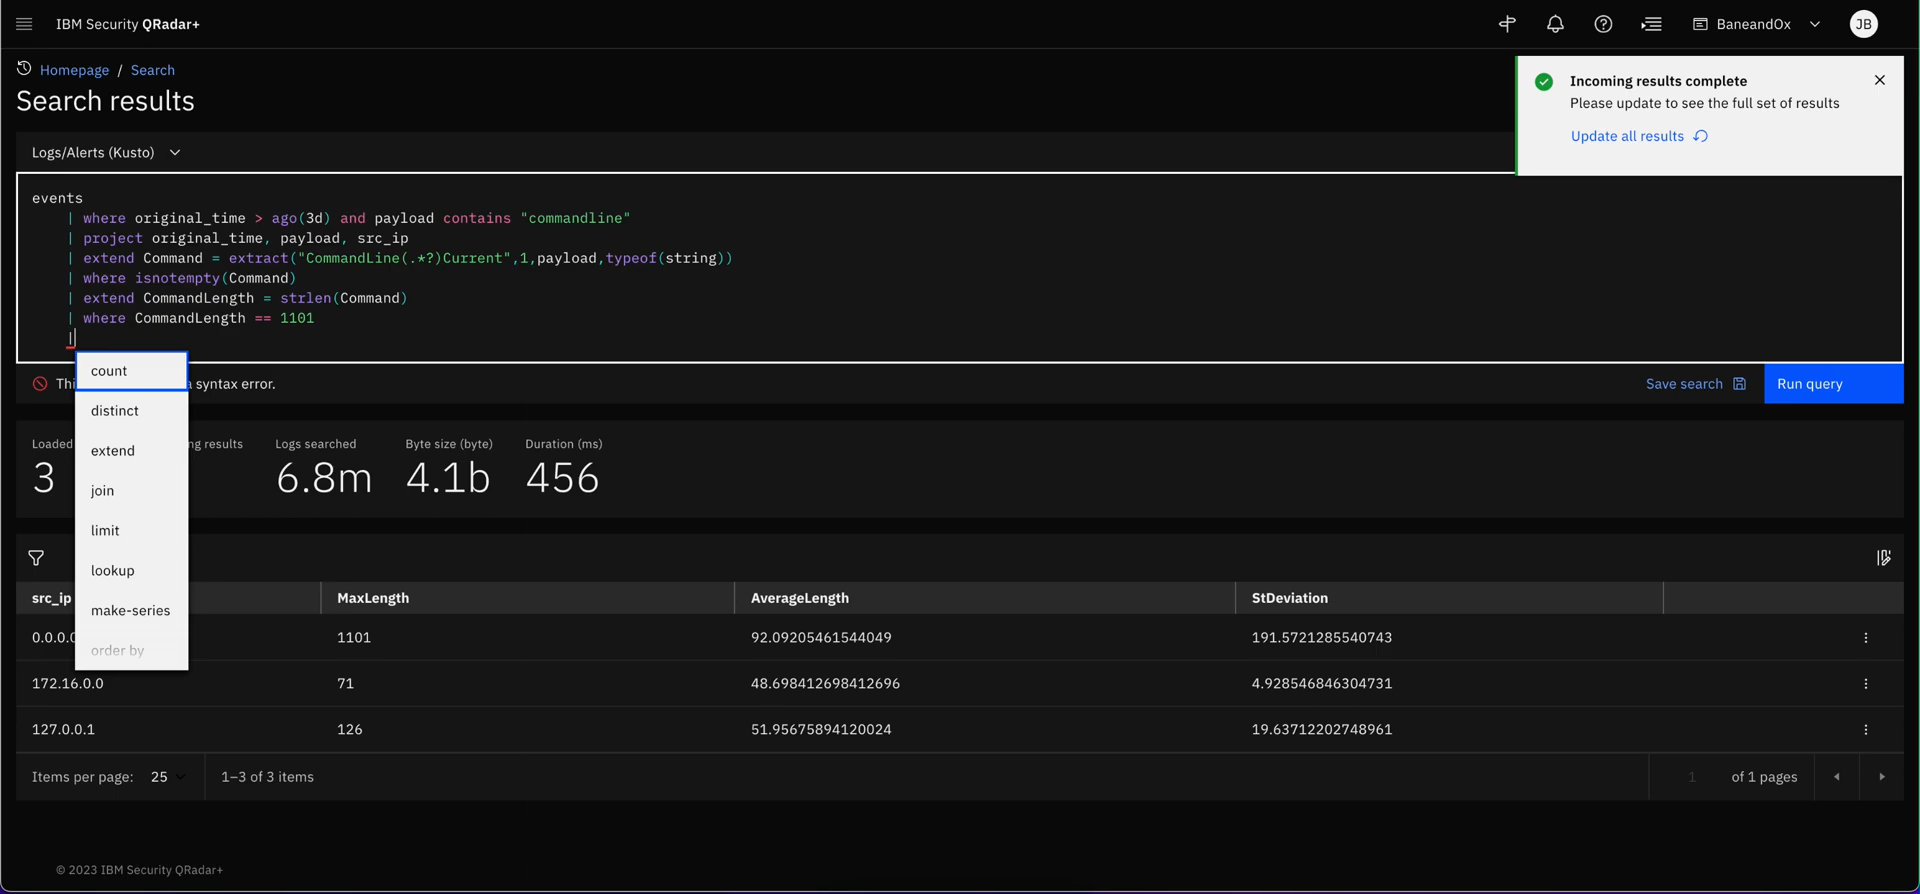 IBM Security QRadar+
BaneandOx
JB
Homepage / Search
Search results
Incoming results complete
Please update to see the full set of results
Update all results
Logs/Alerts (Kusto)
events
| where original_time > ago(3d) and payload contains "commandline"
| project original_time, payload, src_ip
| extend Command = extract("CommandLine(.*?)Current",1,payload,typeof(string))
| where isnotempty(Command)
| extend CommandLength = strlen(Command)
| where CommandLength == 1101
|
a syntax error.
Save search
Run query
count
distinct
extend
join
limit
lookup
make-series
order by
Loaded results Logs searched Byte size (byte) Duration (ms)
3 6.8m 4.1b 456
src_ip MaxLength AverageLength StDeviation
0.0.0.0 1101 92.09205461544049 191.5721285540743
172.16.0.0 71 48.698412698412696 4.928546846304731
127.0.0.1 126 51.95675894120024 19.63712202748961
Items per page: 25 1–3 of 3 items 1 of 1 pages
© 2023 IBM Security QRadar+